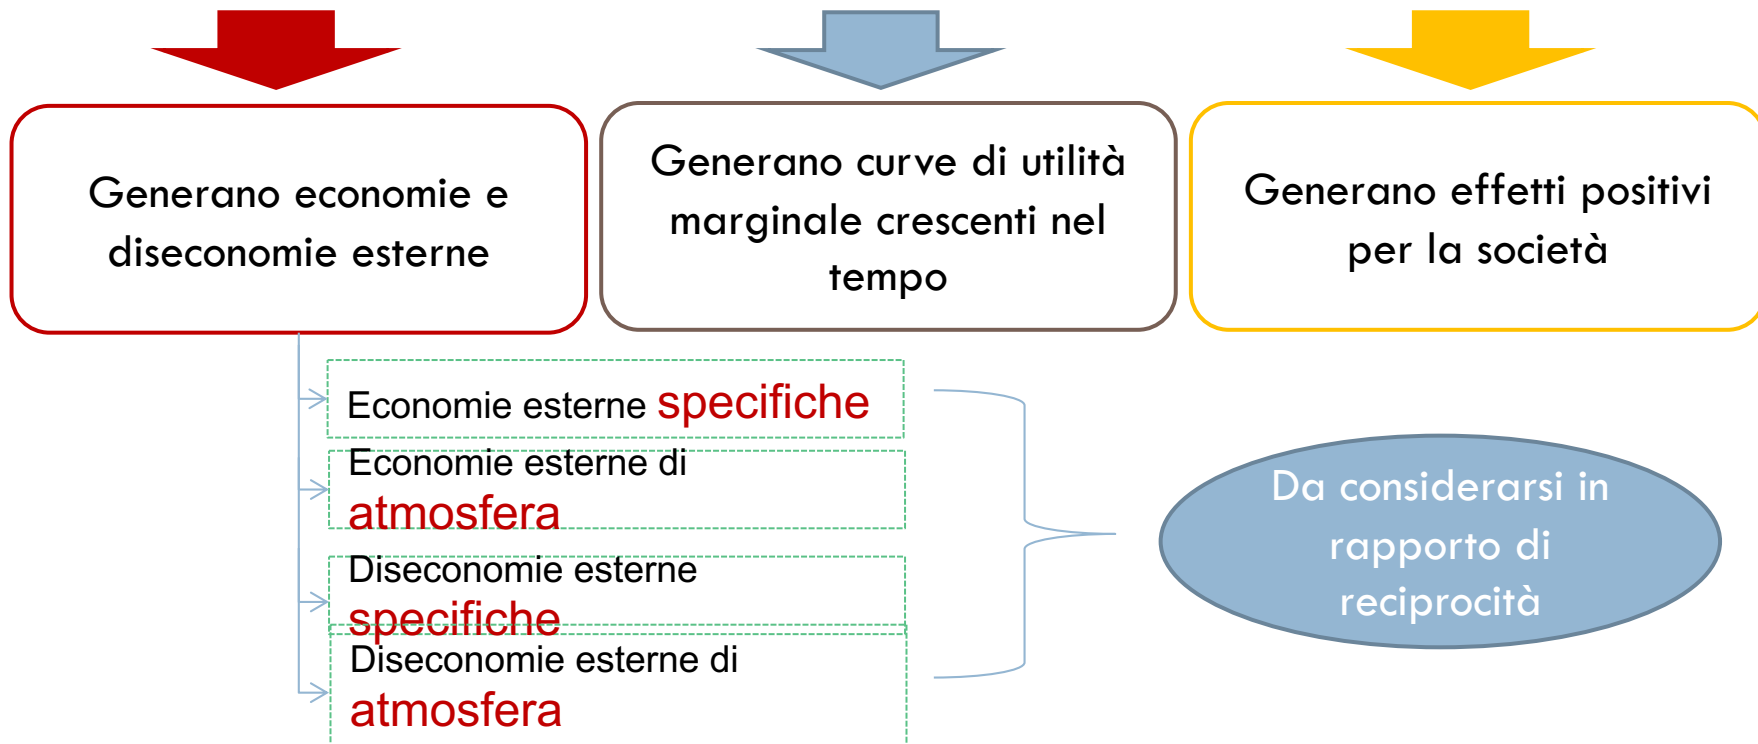 Generano economie e
diseconomie esterne
Generano curve di utilità
marginale crescenti nel
tempo
Generano effetti positivi
per la società
Economie esterne specifiche
Economie esterne di
atmosfera
Diseconomie esterne
specifiche
Diseconomie esterne di
atmosfera
Da considerarsi in
rapporto di
reciprocità